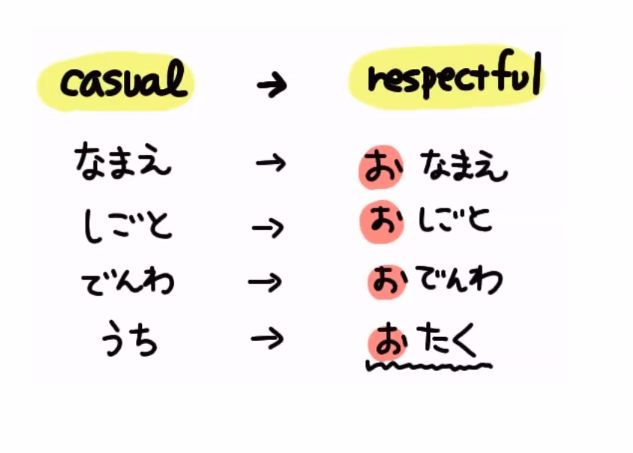 casual → respectful
なまえ → おなまえ
しごと → おしごと
でんわ → おでんわ
うち → おたく